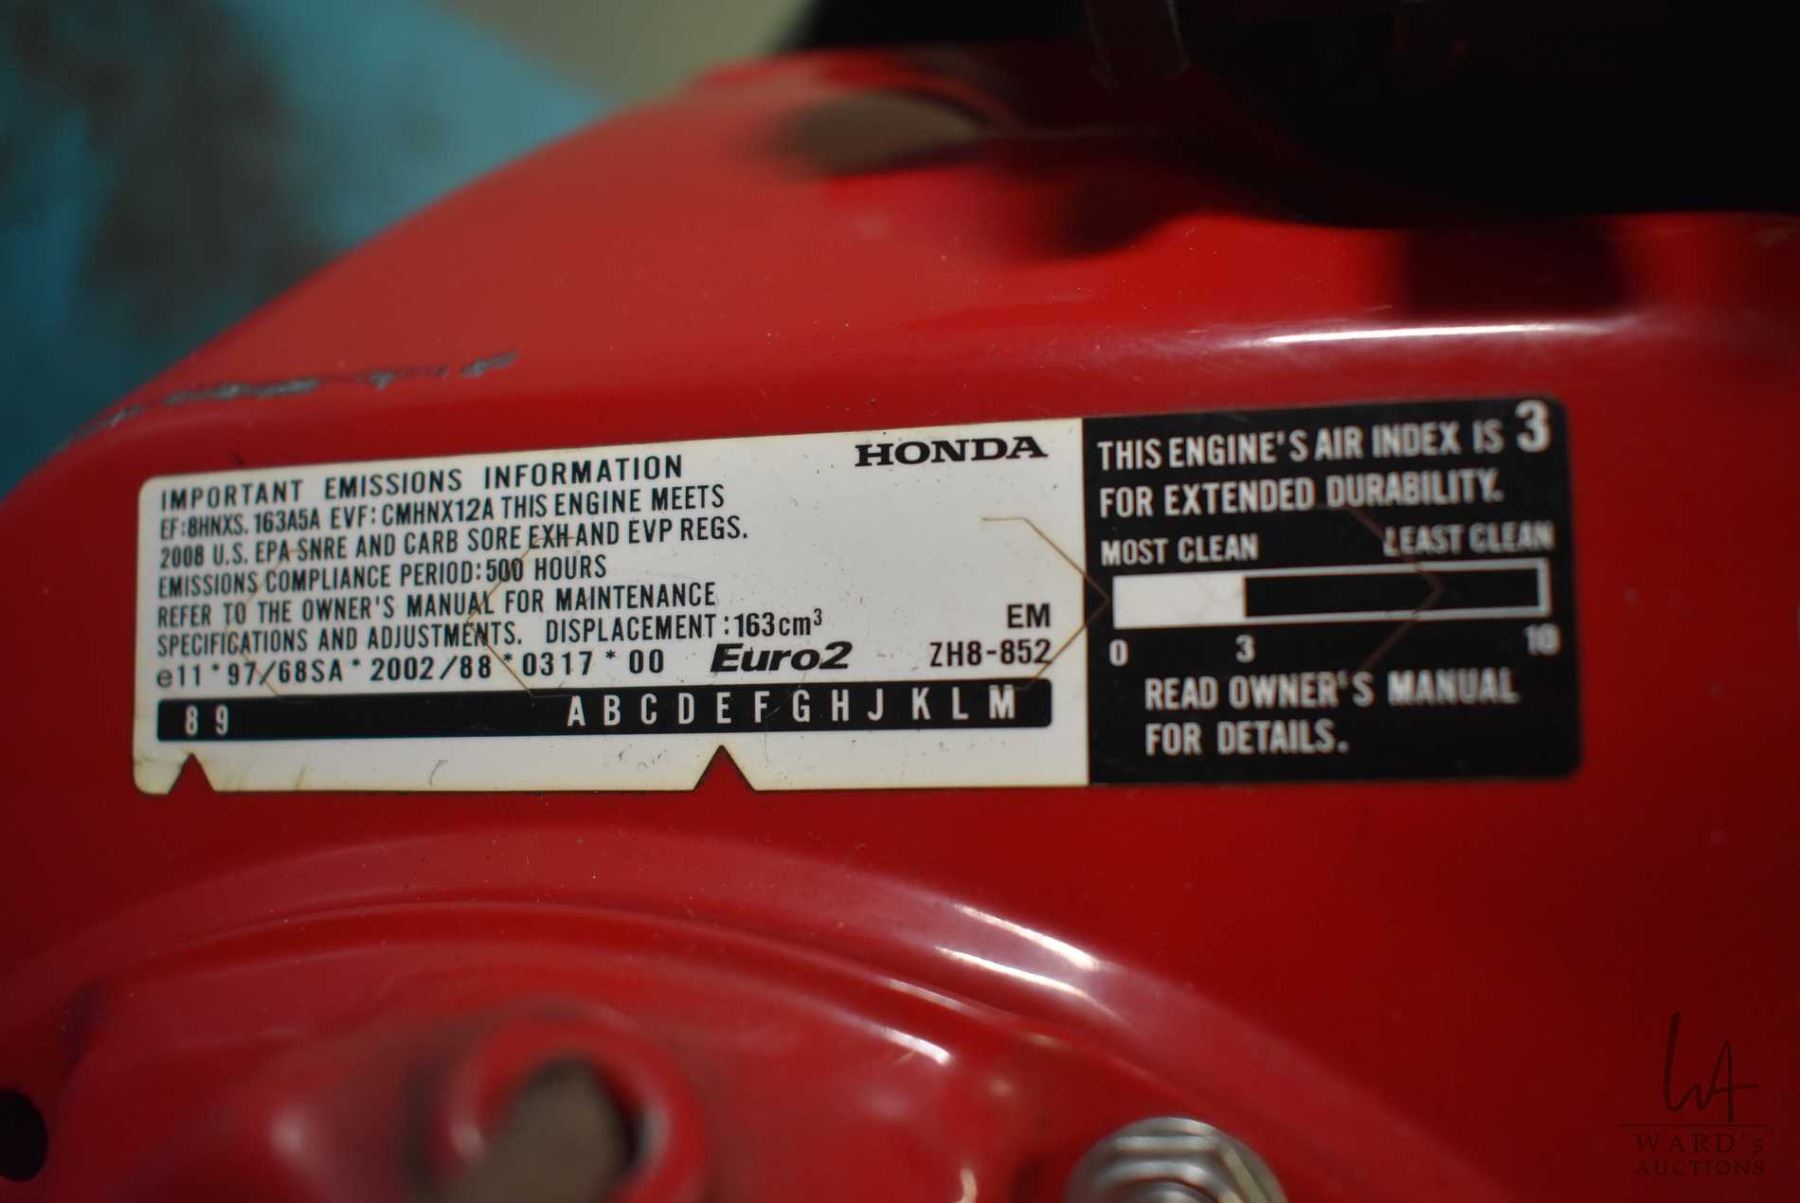 HONDA
IMPORTANT EMISSIONS INFORMATION
EF:8HNXS.163A5A EVF:CMHNX12A THIS ENGINE MEETS
2008 U.S. EPA SNRE AND CARB SORE EXH AND EVP REGS.
EMISSIONS COMPLIANCE PERIOD:500 HOURS
REFER TO THE OWNER'S MANUAL FOR MAINTENANCE
SPECIFICATIONS AND ADJUSTMENTS. DISPLACEMENT:163cm³
EM
e11*97/68SA*2002/88*0317*00 Euro2 ZH8-852
8 9 A B C D E F G H J K L M
THIS ENGINE'S AIR INDEX IS 3
FOR EXTENDED DURABILITY.
MOST CLEAN LEAST CLEAN
0 3 10
READ OWNER'S MANUAL
FOR DETAILS.
WA
WARD's
AUCTIONS